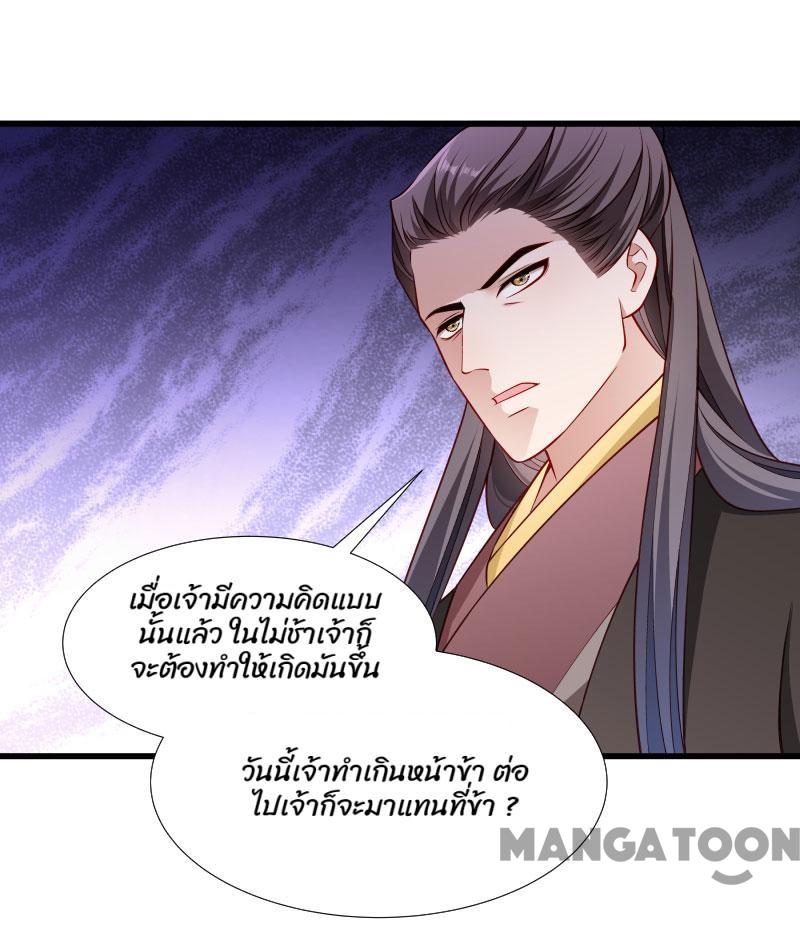 เมื่อเจ้ามีความคิดแบบ
นั้นแล้ว ในไม่ช้าเจ้าก็
จะต้องทำให้เกิดมันขึ้น
วันนี้เจ้าทำเกินหน้าข้า ต่อ
ไปเจ้าก็จะมาแทนที่ข้า ?
MANGATOON